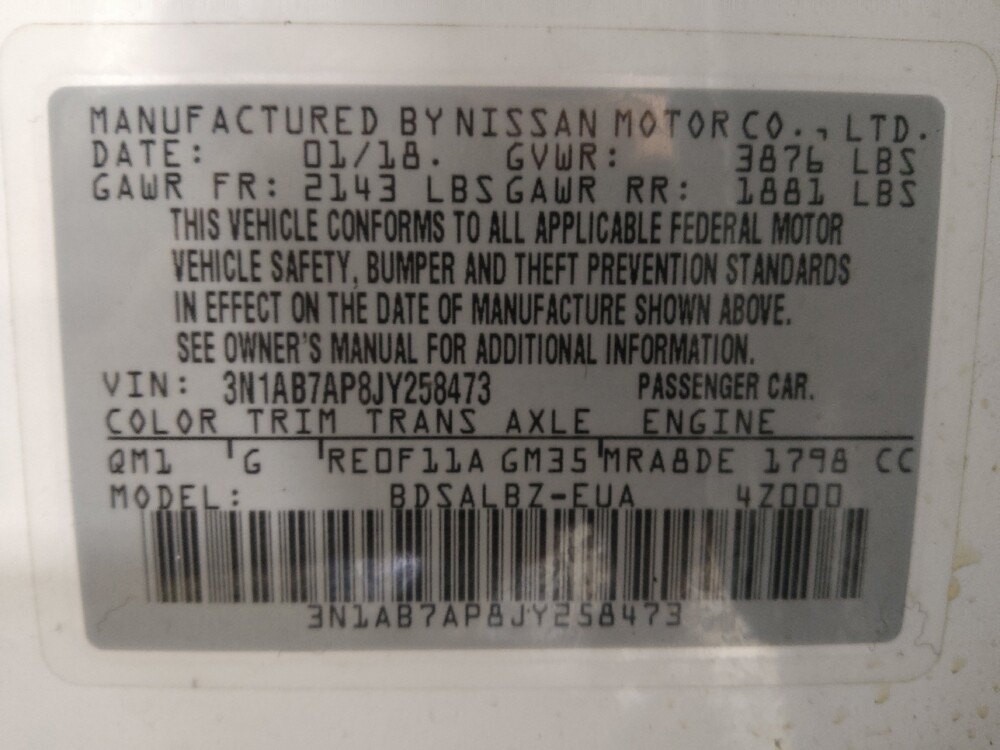 MANUFACTURED BY NISSAN MOTOR CO., LTD.
DATE: 01/18. GVWR: 3876 LBS
GAWR FR: 2143 LBS GAWR RR: 1881 LBS
THIS VEHICLE CONFORMS TO ALL APPLICABLE FEDERAL MOTOR
VEHICLE SAFETY, BUMPER AND THEFT PREVENTION STANDARDS
IN EFFECT ON THE DATE OF MANUFACTURE SHOWN ABOVE.
SEE OWNER'S MANUAL FOR ADDITIONAL INFORMATION.
VIN: 3N1AB7AP8JY258473 PASSENGER CAR.
COLOR TRIM TRANS AXLE ENGINE
QM1 G RE0F11A GM35 MRA8DE 1798 CC
MODEL: BDSALBZ-EUA 4Z000
3N1AB7AP8JY258473